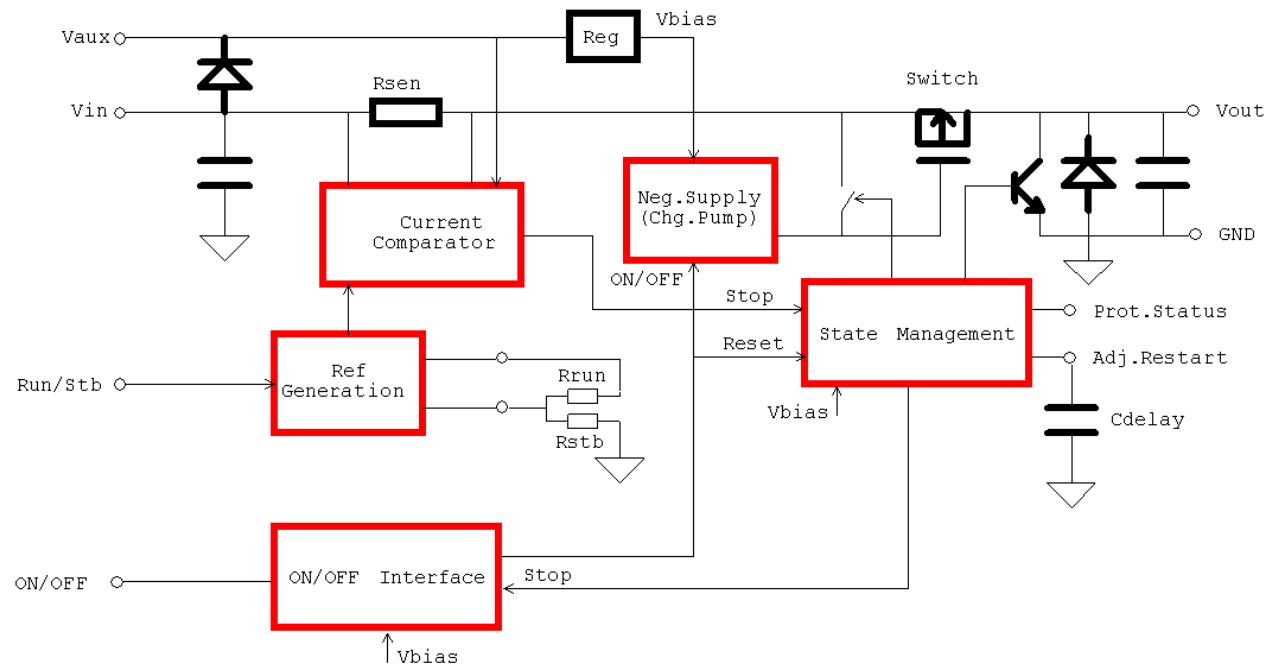 Vbias
Vaux
Reg
Switch
Rsen
Vin
Vout
Neg.Supply
(Chg.Pump)
Current
Comparator
GND
ON/OFF
Stop
Prot.Status
State Management
Reset
Adj.Restart
Ref
Generation
Run/Stb
Rrun
Vbias
Cdelay
Rstb
ON/OFF
ON/OFF Interface
Stop
Vbias